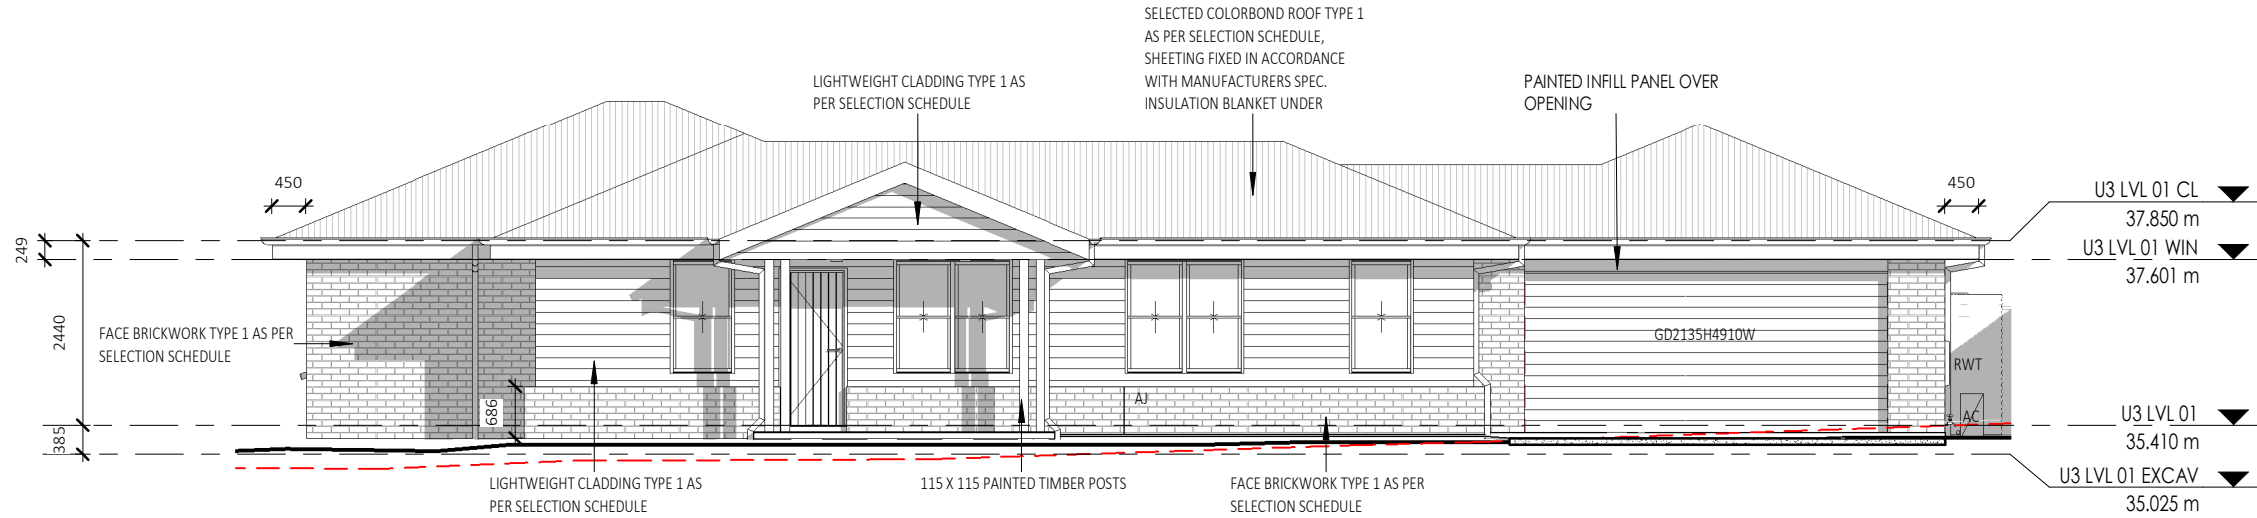 SELECTED COLORBOND ROOF TYPE 1
AS PER SELECTION SCHEDULE,
SHEETING FIXED IN ACCORDANCE
WITH MANUFACTURERS SPEC.
INSULATION BLANKET UNDER
LIGHTWEIGHT CLADDING TYPE 1 AS
PER SELECTION SCHEDULE
PAINTED INFILL PANEL OVER
OPENING
450
450
U3 LVL 01 CL
37.850 m
249
U3 LVL 01 WIN
37.601 m
2440
FACE BRICKWORK TYPE 1 AS PER
SELECTION SCHEDULE
GD2135H4910W
RWT
AJ
686
AC
U3 LVL 01
35.410 m
385
LIGHTWEIGHT CLADDING TYPE 1 AS
PER SELECTION SCHEDULE
115 X 115 PAINTED TIMBER POSTS
FACE BRICKWORK TYPE 1 AS PER
SELECTION SCHEDULE
U3 LVL 01 EXCAV
35.025 m